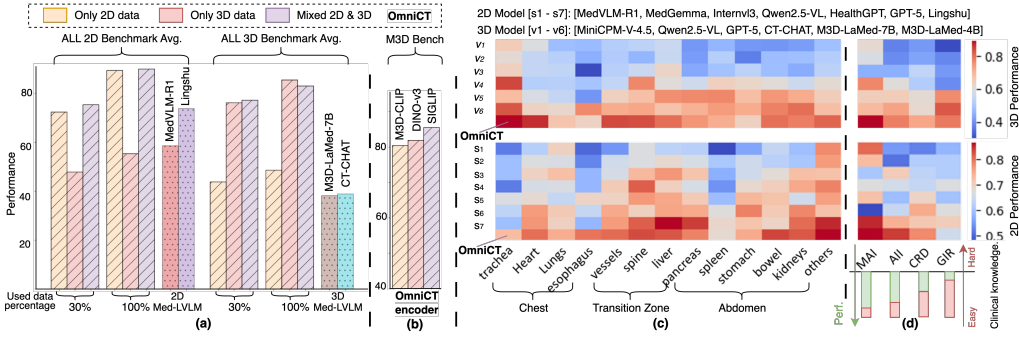 Only 2D data
Only 3D data
Mixed 2D & 3D
OmniCT
ALL 2D Benchmark Avg.
ALL 3D Benchmark Avg.
M3D Bench
Performance
80
60
40
20
MedVLM-R1
Lingshu
M3D-LaMed-7B
CT-CHAT
Used data
percentage
30%
100%
2D
Med-LVLM
30%
100%
3D
Med-LVLM
(a)
80
60
40
M3D-CLIP
DINO-v3
SIGLIP
OmniCT
encoder
(b)
2D Model [s1 - s7]: [MedVLM-R1, MedGemma, Internvl3, Qwen2.5-VL, HealthGPT, GPT-5, Lingshu]
3D Model [v1 - v6]: [MiniCPM-V-4.5, Qwen2.5-VL, GPT-5, CT-CHAT, M3D-LaMed-7B, M3D-LaMed-4B]
V1
V2
V3
V4
V5
V6
OmniCT
S1
S2
S3
S4
S5
S6
S7
OmniCT
trachea
Heart
Lungs
esophagus
vessels
spine
liver
pancreas
spleen
stomach
bowel
kidneys
others
Chest
Transition Zone
Abdomen
(c)
0.8
0.6
0.4
3D Performance
0.8
0.7
0.6
0.5
2D Performance
MAI
AII
CRD
GIR
Perf.
Hard
Easy
Clinical knowledge.
(d)